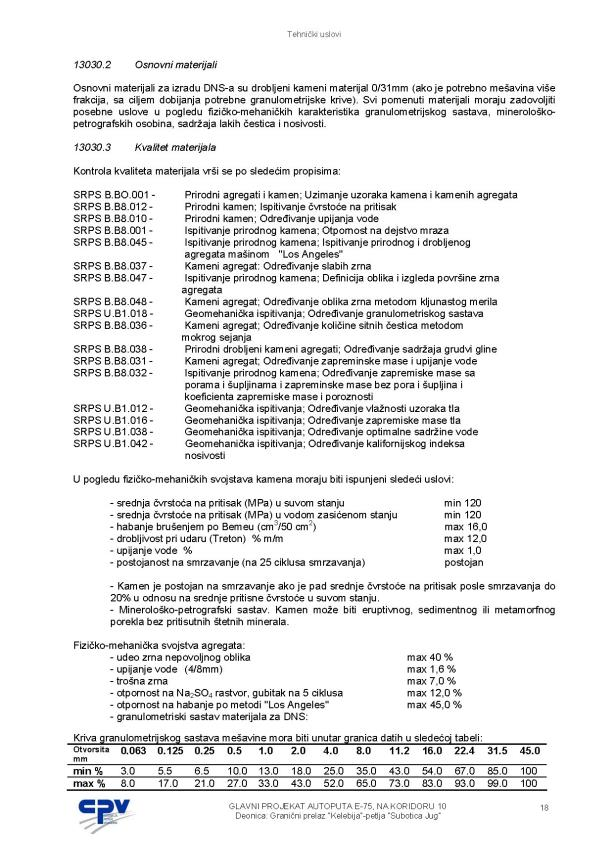 Tehnički uslovi
13030.2 Osnovni materijali
Osnovni materijali za izradu DNS-a su drobljeni kameni materijal 0/31mm (ako je potrebno mešavina više
frakcija, sa ciljem dobijanja potrebne granulometrijske krive). Svi pomenuti materijali moraju zadovoljiti
posebne uslove u pogledu fizičko-mehaničkih karakteristika granulometrijskog sastava, minerološko-
petrografskih osobina, sadržaja lakih čestica i nosivosti.
13030.3 Kvalitet materijala
Kontrola kvaliteta materijala vrši se po sledećim propisima:
SRPS B.BO.001 - Prirodni agregati i kamen; Uzimanje uzoraka kamena i kamenih agregata
SRPS B.B8.012 - Prirodni kamen; Ispitivanje čvrstoće na pritisak
SRPS B.B8.010 - Prirodni kamen; Određivanje upijanja vode
SRPS B.B8.001 - Ispitivanje prirodnog kamena; Otpornost na dejstvo mraza
SRPS B.B8.045 - Ispitivanje prirodnog kamena; Ispitivanje prirodnog i drobljenog
agregata mašinom "Los Angeles"
SRPS B.B8.037 - Kameni agregat: Određivanje slabih zrna
SRPS B.B8.047 - Ispitivanje prirodnog kamena; Definicija oblika i izgleda površine zrna
agregata
SRPS B.B8.048 - Kameni agregat; Određivanje oblika zrna metodom kljunastog merila
SRPS U.B1.018 - Geomehanička ispitivanja; Određivanje granulometriskog sastava
SRPS B.B8.036 - Kameni agregat; Određivanje količine sitnih čestica metodom
mokrog sejanja
SRPS B.B8.038 - Prirodni drobljeni kameni agregati; Određivanje sadržaja grudvi gline
SRPS B.B8.031 - Kameni agregat; Određivanje zapreminske mase i upijanje vode
SRPS B.B8.032 - Ispitivanje prirodnog kamena; Određivanje zapremiske mase sa
porama i šupljinama i zapreminske mase bez pora i šupljina i
koeficienta zapremiske mase i poroznosti
SRPS U.B1.012 - Geomehanička ispitivanja; Određivanje vlažnosti uzoraka tla
SRPS U.B1.016 - Geomehanička ispitivanja; Određivanje zapremiske mase tla
SRPS U.B1.038 - Geomehanička ispitivanja; Određivanje optimalne sadržine vode
SRPS U.B1.042 - Geomehanička ispitivanja; Određivanje kalifornijskog indeksa
nosivosti
U pogledu fizičko-mehaničkih svojstava kamena moraju biti ispunjeni sledeći uslovi:
- srednja čvrstoća na pritisak (MPa) u suvom stanju min 120
- srednja čvrstoće na pritisak (MPa) u vodom zasićenom stanju min 120
- habanje brušenjem po Bemeu (cm³/50 cm²) max 16,0
- drobljivost pri udaru (Treton) % m/m max 12,0
- upijanje vode % max 1,0
- postojanost na smrzavanje (na 25 ciklusa smrzavanja) postojan
- Kamen je postojan na smrzavanje ako je pad srednje čvrstoće na pritisak posle smrzavanja do
20% u odnosu na srednje pritisne čvrstoće u suvom stanju.
- Minerološko-petrografski sastav. Kamen može biti eruptivnog, sedimentnog ili metamorfnog
porekla bez pritisutnih štetnih minerala.
Fizičko-mehanička svojstva agregata:
- udeo zrna nepovoljnog oblika max 40 %
- upijanje vode (4/8mm) max 1,6 %
- trošna zrna max 7,0 %
- otpornost na Na₂SO₄ rastvor, gubitak na 5 ciklusa max 12,0 %
- otpornost na habanje po metodi "Los Angeles" max 45,0 %
- granulometriski sastav materijala za DNS:
Kriva granulometrijskog sastava mešavine mora biti unutar granica datih u sledećoj tabeli:
Otvorsita mm 0.063 0.125 0.25 0.5 1.0 2.0 4.0 8.0 11.2 16.0 22.4 31.5 45.0
min % 3.0 5.5 6.5 10.0 13.0 18.0 25.0 35.0 43.0 54.0 67.0 85.0 100
max % 8.0 17.0 21.0 27.0 33.0 43.0 52.0 65.0 73.0 83.0 93.0 99.0 100
CPV
GLAVNI PROJEKAT AUTOPUTA E-75, NA KORIDORU 10
Deonica: Granični prelaz "Kelebija"-petlja "Subotica Jug"
18